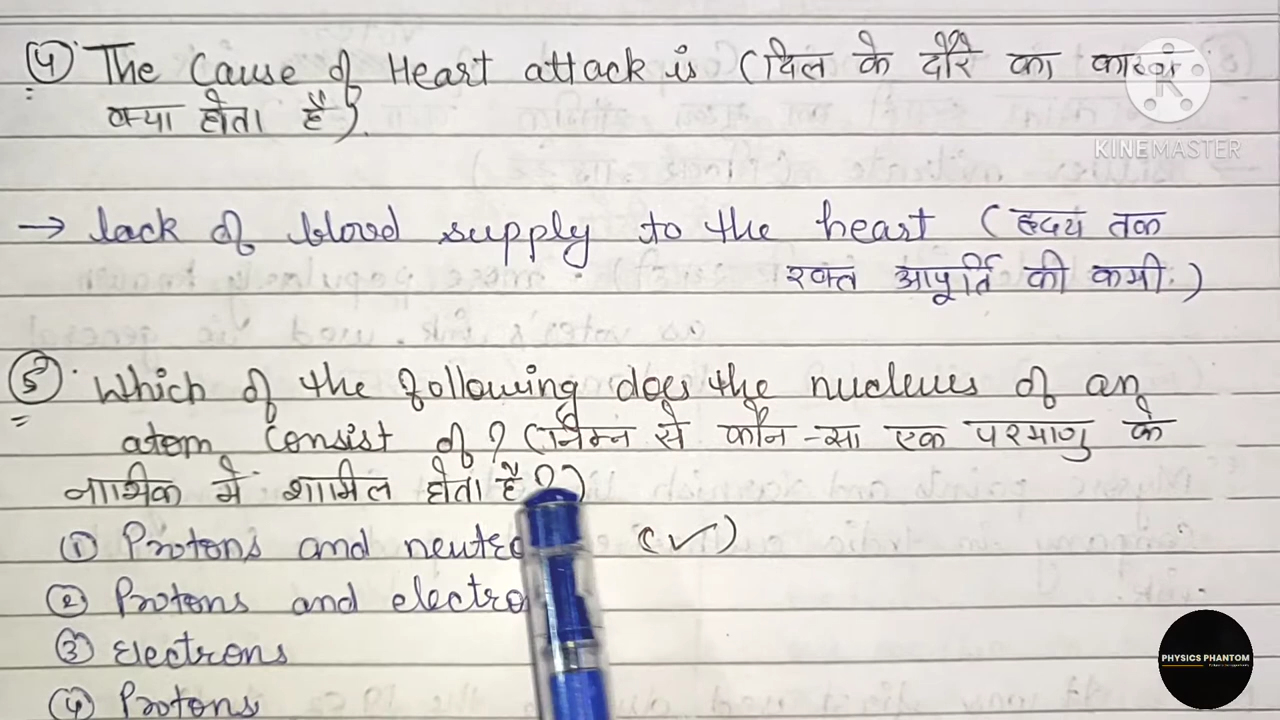 ④ The Cause of Heart attack is (दिल के दौरे का कारण
क्या होता है).
KINEMASTER
→ lack of blood supply to the heart (हृदय तक
रक्त आपूर्ति की कमी.)
⑤ Which of the following does the nucleus of an
atom consist of? (निम्न से कौन-सा एक परमाणु के
नाभिक में शामिल होता है?)
① Protons and (✓)
② Protons and
③ Electrons
④ Protons
PHYSICS PHANTOM